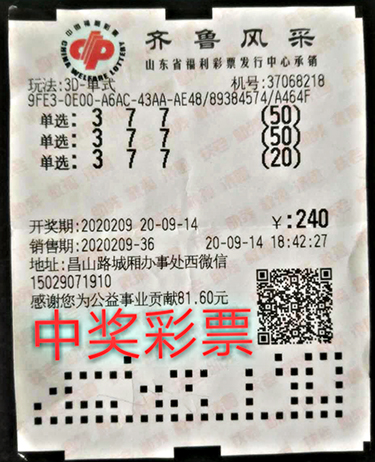 中国福利彩票
CHINA WELFARE LOTTERY
齐鲁风采
山东省福利彩票发行中心承销
玩法:3D-单式 机号:37068218
9FE3-0E00-A6AC-43AA-AE48/89384574/A464F
单选: 3 7 7 (50)
单选: 3 7 7 (50)
单选: 3 7 7 (20)
开奖期:2020209 20-09-14 ¥:240
销售期:2020209-36 20-09-14 18:42:27
地址:昌山路城厢办事处西微信
15029071910
感谢您为公益事业贡献81.60元
中奖彩票